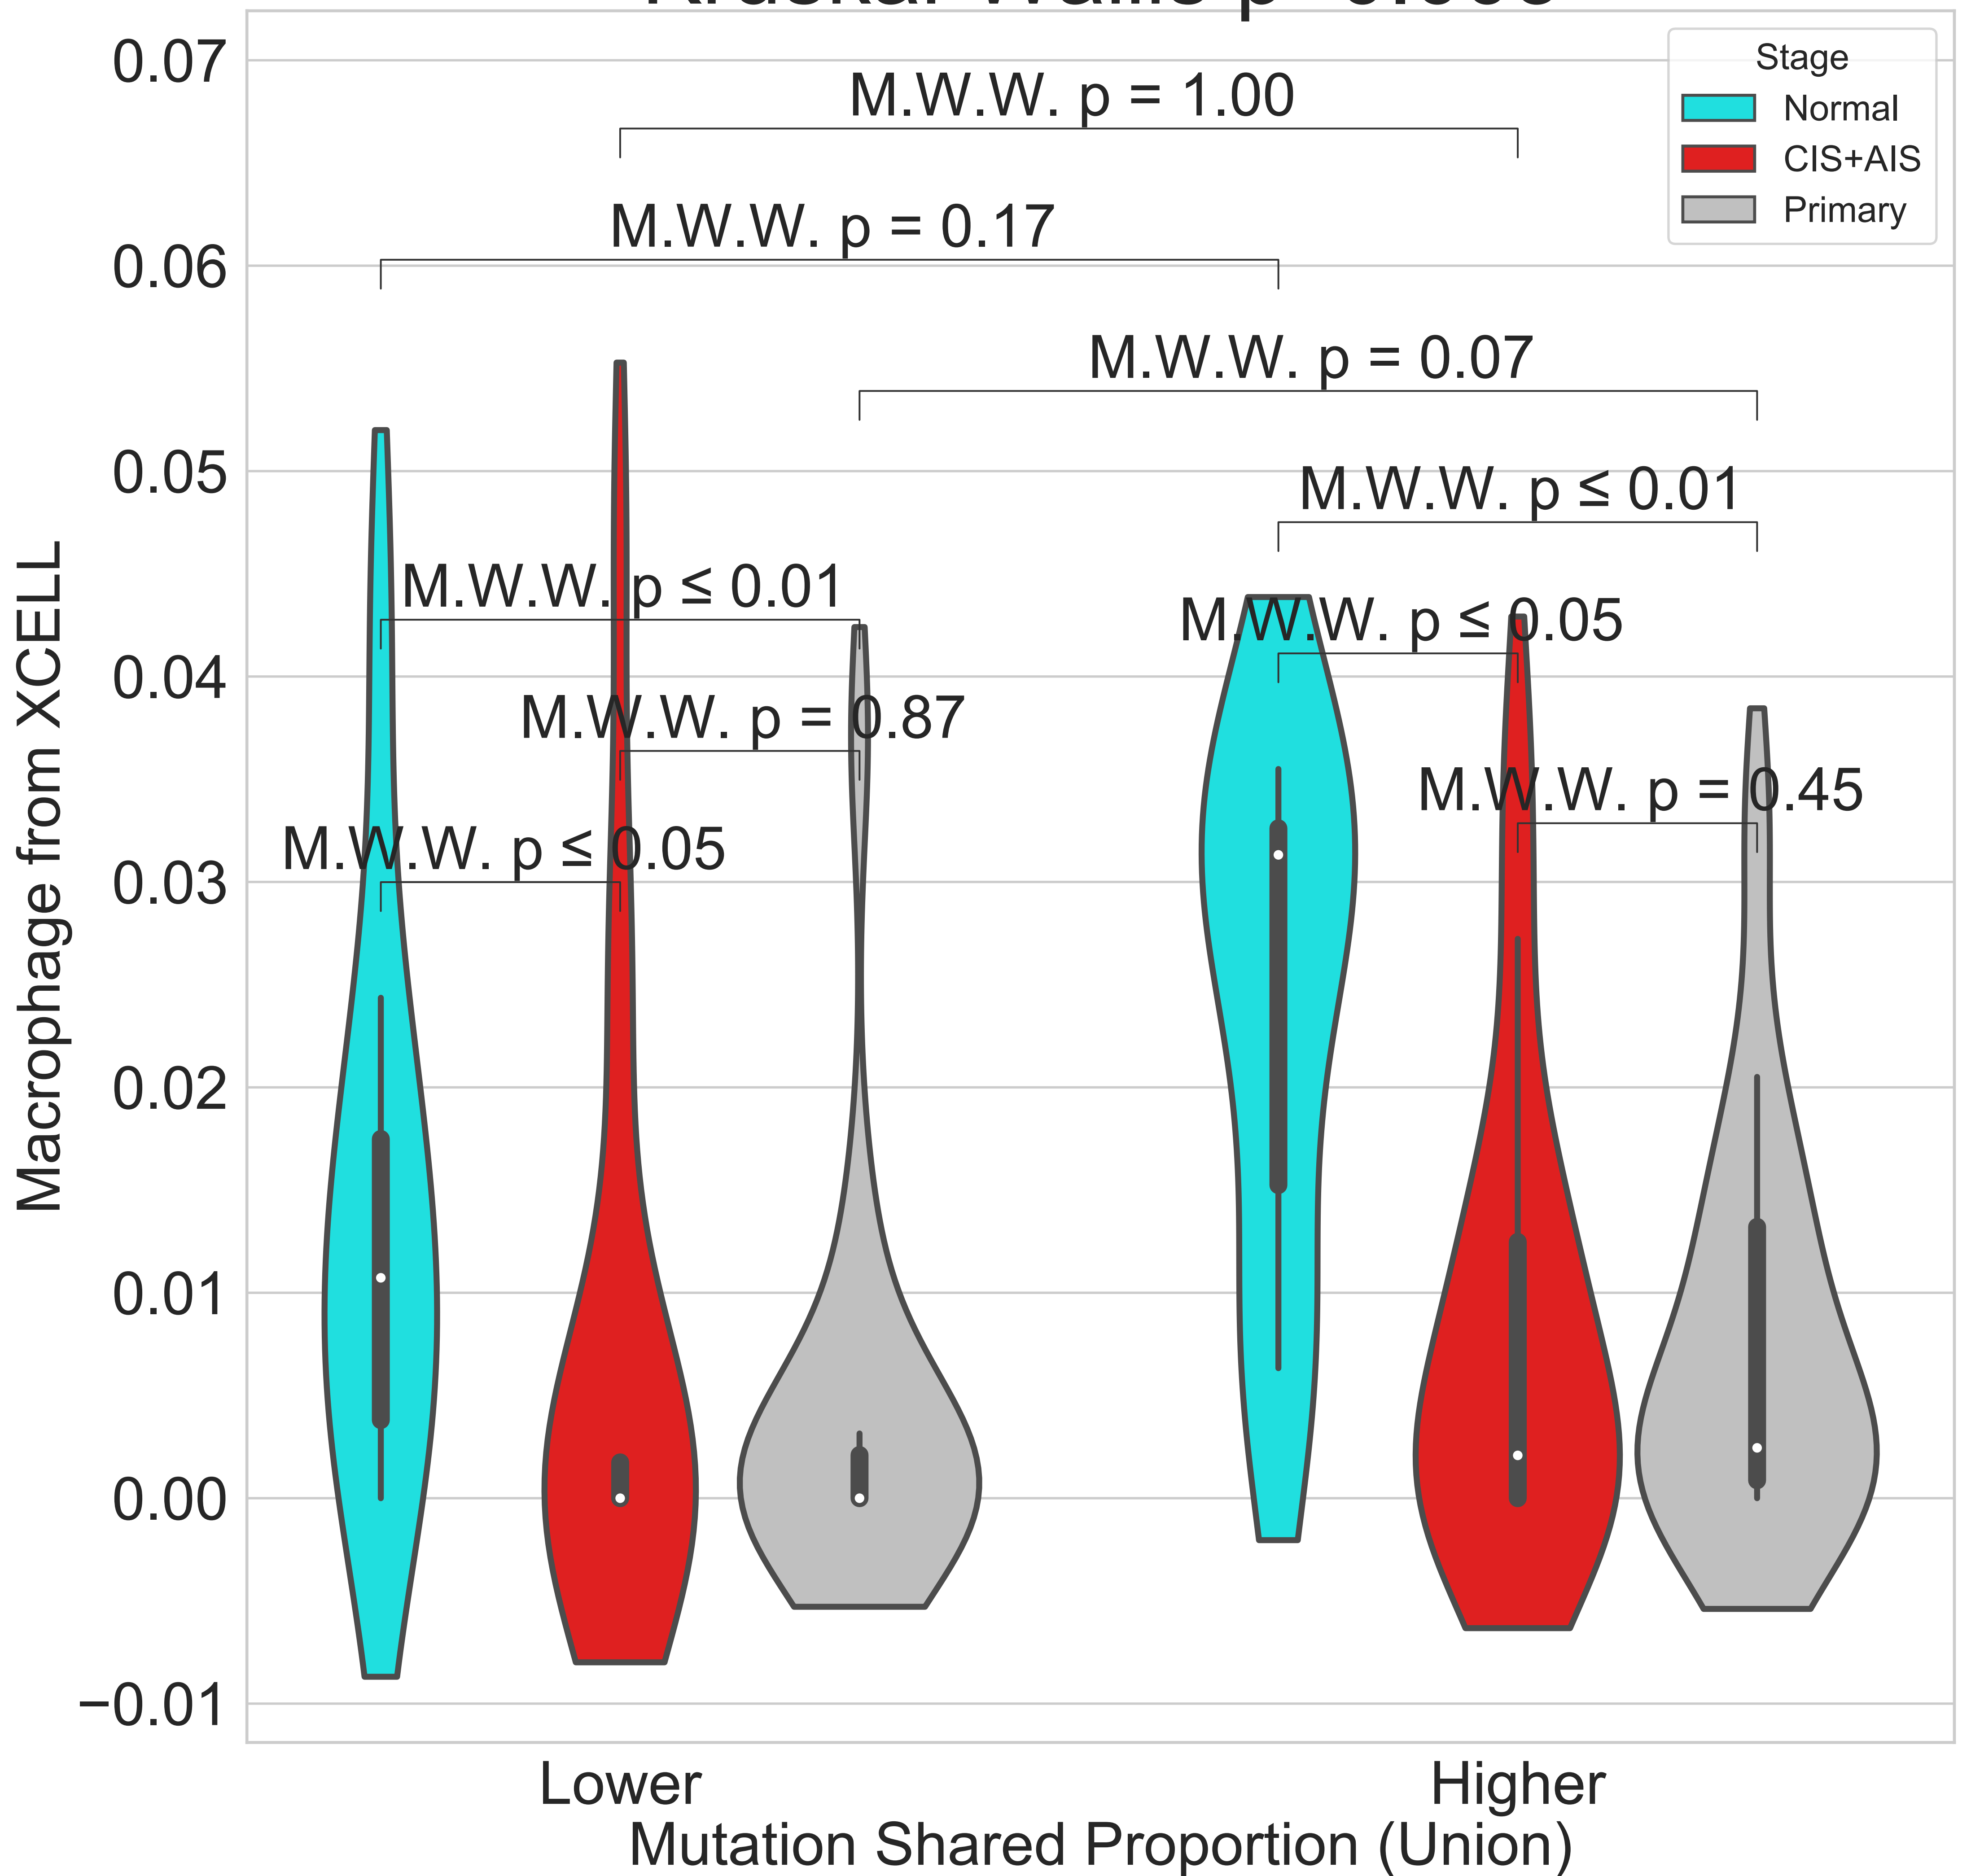 Stage
Normal
CIS+AIS
Primary
M.W.W. p = 1.00
M.W.W. p = 0.17
M.W.W. p = 0.07
M.W.W. p ≤ 0.01
M.W.W. p ≤ 0.01
M.W.W. p ≤ 0.05
M.W.W. p = 0.87
M.W.W. p = 0.45
M.W.W. p ≤ 0.05
0.07
0.06
0.05
0.04
0.03
0.02
0.01
0.00
−0.01
Macrophage from XCELL
Lower
Higher
Mutation Shared Proportion (Union)